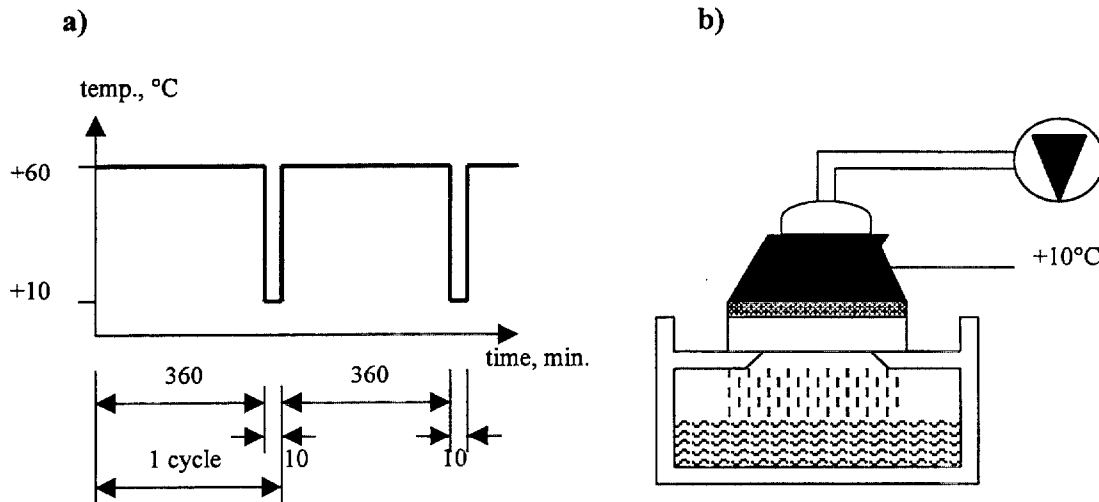 a)
b)
temp., °C
+60
+10
+10°C
time, min.
360
360
1 cycle
10
10